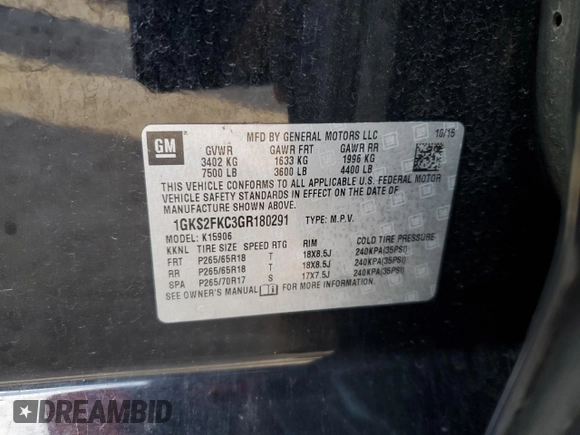 GM
MFD BY GENERAL MOTORS LLC 10/15
GVWR GAWR FRT GAWR RR
3402 KG 1633 KG 1996 KG
7500 LB 3600 LB 4400 LB
THIS VEHICLE CONFORMS TO ALL APPLICABLE U.S. FEDERAL MOTOR
VEHICLE SAFETY STANDARDS IN EFFECT ON THE DATE OF
MANUFACTURE SHOWN ABOVE.
1GKS2FKC3GR180291 TYPE: M.P.V.
MODEL: K15906
KKNL TIRE SIZE SPEED RTG RIM COLD TIRE PRESSURE
FRT P265/65R18 T 18X8.5J 240KPA(35PSI)
RR P265/65R18 T 18X8.5J 240KPA(35PSI)
SPA P265/70R17 S 17X7.5J 240KPA(35PSI)
SEE OWNER'S MANUAL FOR MORE INFORMATION.
DREAMBID